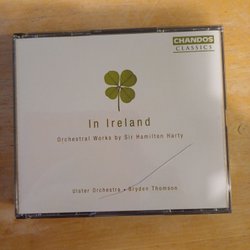 CHANDOS
CLASSICS
In Ireland
Orchestral Works by Sir Hamilton Harty
Ulster Orchestra • Bryden Thomson